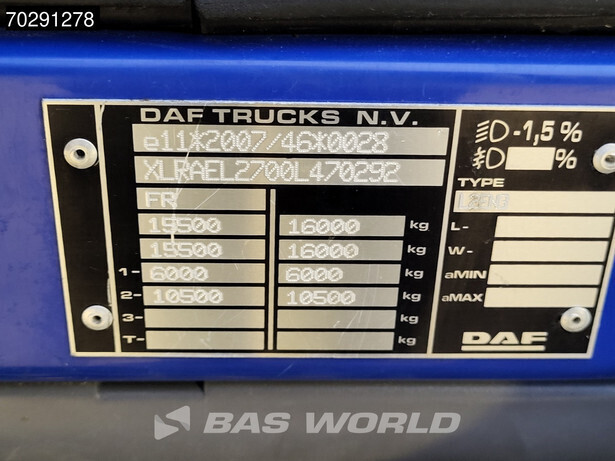 70291278
DAF TRUCKS N.V.
e11*2007/46*0028
XLRAEL2700L470292
FR
15500 16000 kg
15500 16000 kg
1- 6000 6000 kg
2- 10500 10500 kg
3- kg
T- kg
-1,5%
%
TYPE
L-
W-
aMIN
aMAX
DAF
BAS WORLD